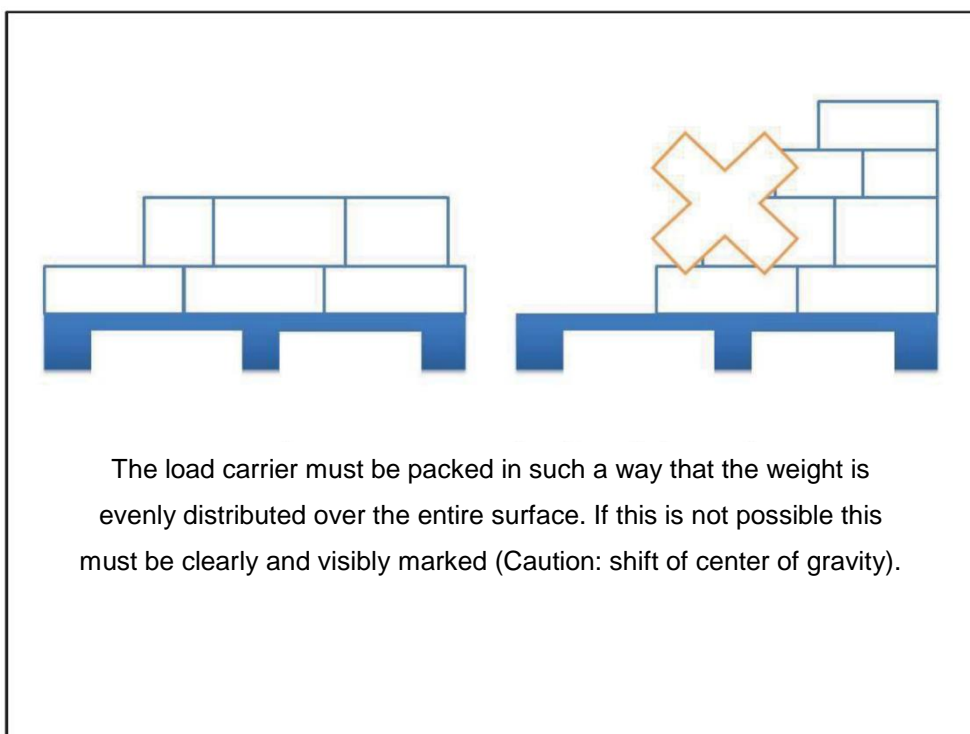 The load carrier must be packed in such a way that the weight is
evenly distributed over the entire surface. If this is not possible this
must be clearly and visibly marked (Caution: shift of center of gravity).